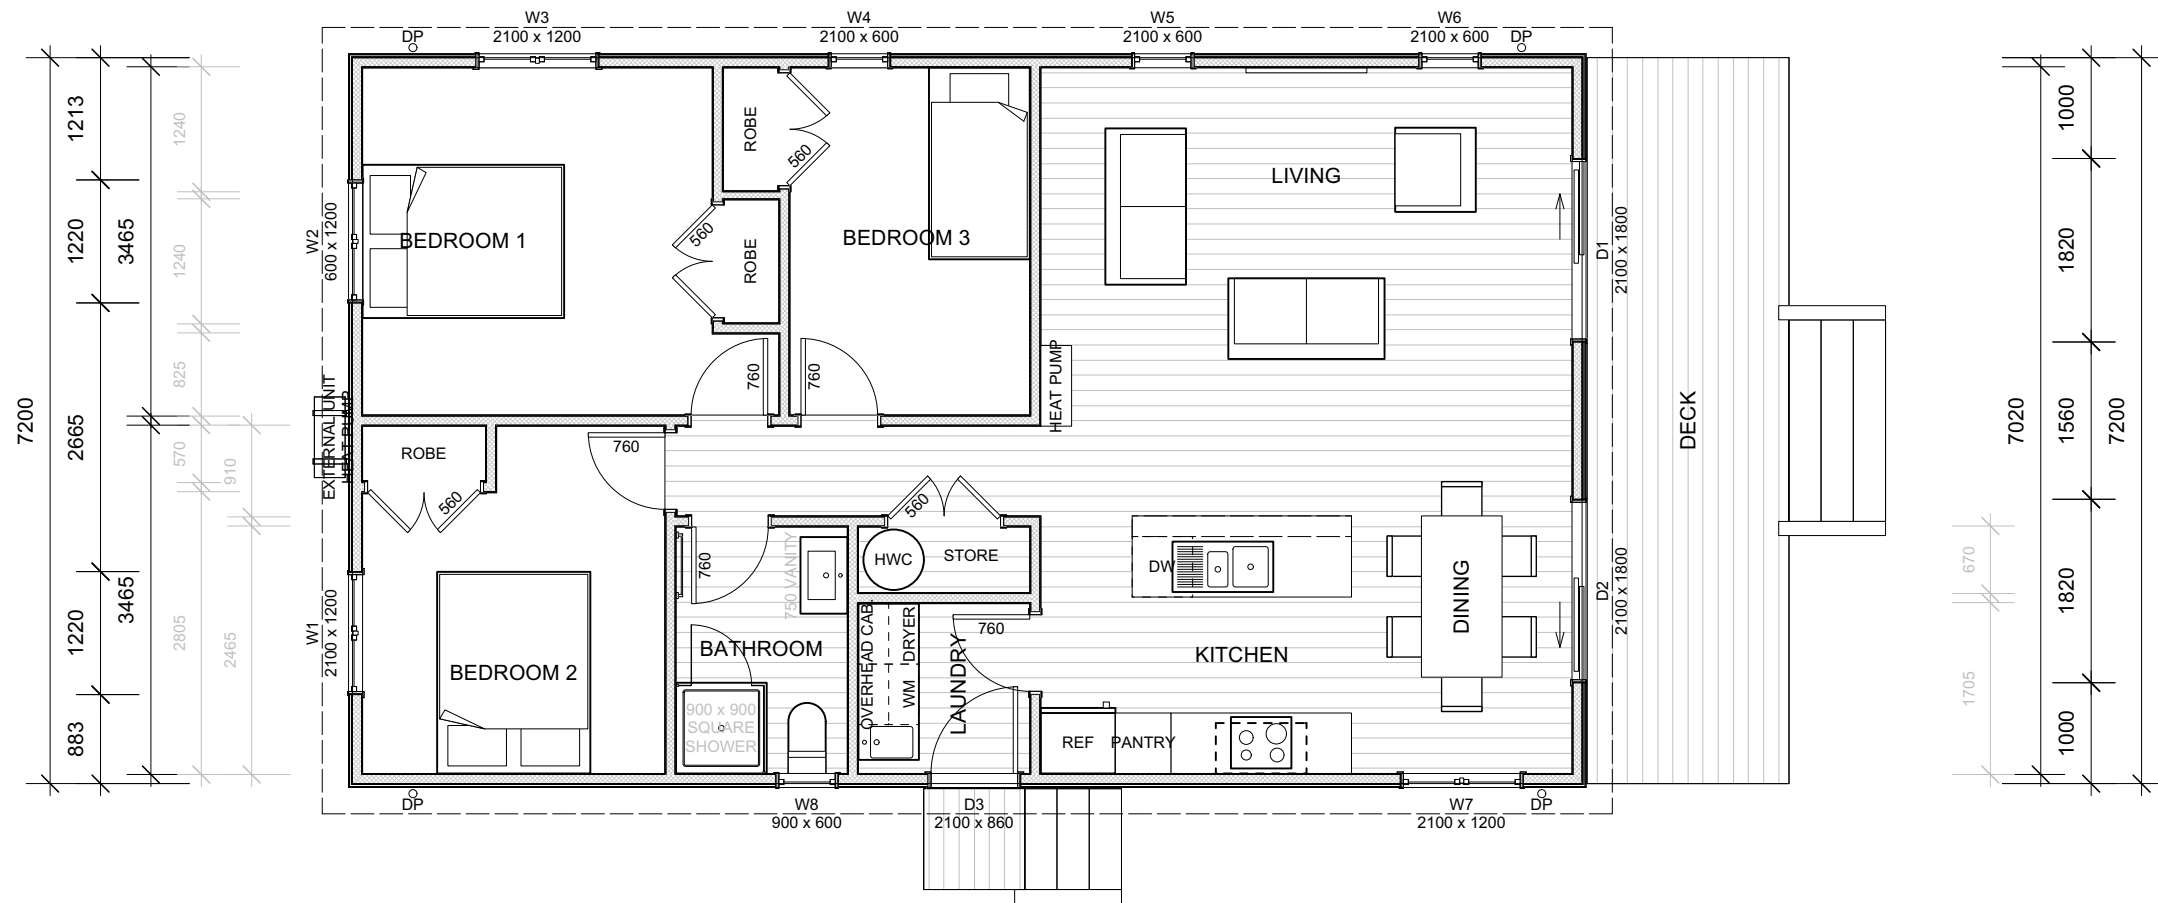 W3
2100 x 1200
W4
2100 x 600
W5
2100 x 600
W6
2100 x 600
DP
DP
7200
1213
1220
2665
1220
883
3465
3465
1240
1240
825
570
2805
910
2465
W2
600 x 1200
W1
2100 x 1200
EXTERNAL UNIT
HEAT PUMP
BEDROOM 1
ROBE
560
ROBE
560
BEDROOM 3
760
760
LIVING
HEAT PUMP
D1
2100 x 1800
DECK
ROBE
560
760
BEDROOM 2
760
750 VANITY
BATHROOM
900 x 900
SQUARE
SHOWER
560
HWC
STORE
OVERHEAD CAB.
DRYER
WM
LAUNDRY
760
DW
KITCHEN
DINING
REF
PANTRY
D2
2100 x 1800
7020
1000
1820
1560
1820
1000
7200
670
1705
DP
W8
900 x 600
D3
2100 x 860
W7
2100 x 1200
DP